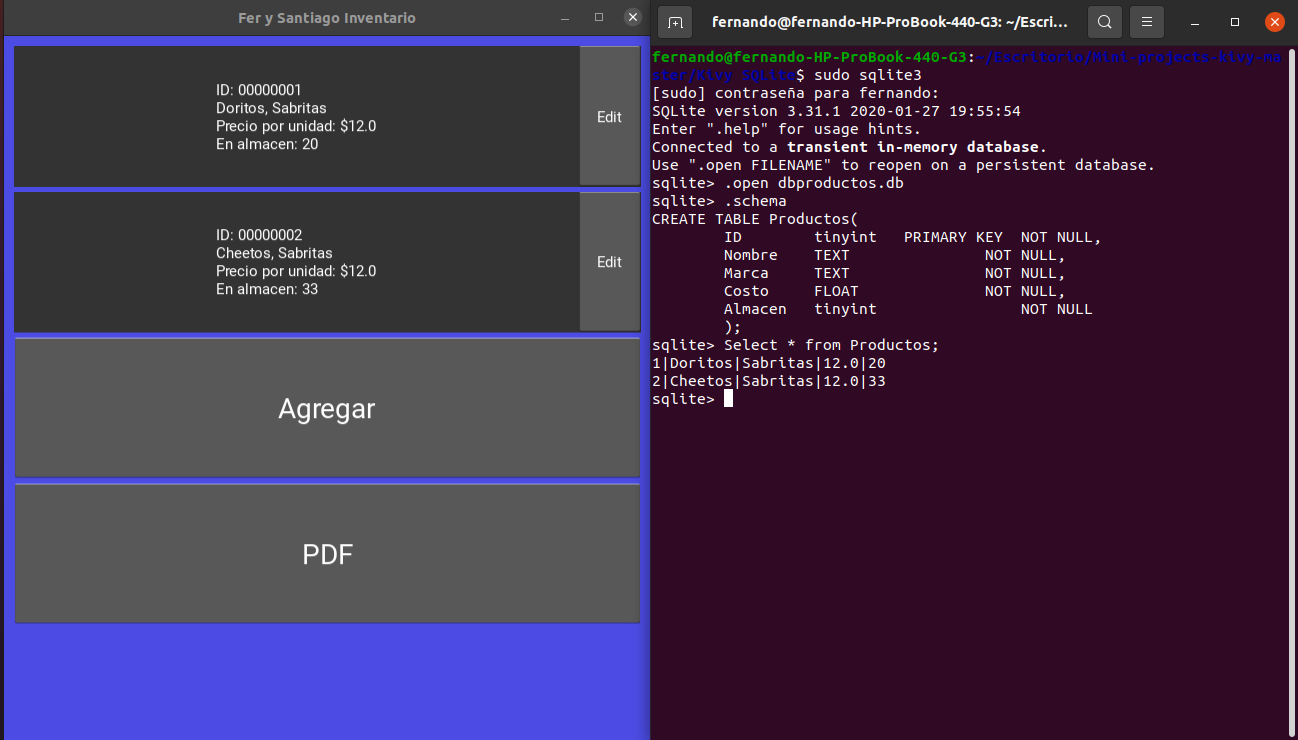 Fer y Santiago Inventario
ID: 00000001
Doritos, Sabritas
Precio por unidad: $12.0
En almacen: 20
Edit
ID: 00000002
Cheetos, Sabritas
Precio por unidad: $12.0
En almacen: 33
Edit
Agregar
PDF
fernando@fernando-HP-ProBook-440-G3: ~/Escri...
fernando@fernando-HP-ProBook-440-G3:~/Escritorio/Mini-projects-kivy-ma
ster/Kivy SQLite$ sudo sqlite3
[sudo] contraseña para fernando:
SQLite version 3.31.1 2020-01-27 19:55:54
Enter ".help" for usage hints.
Connected to a transient in-memory database.
Use ".open FILENAME" to reopen on a persistent database.
sqlite> .open dbproductos.db
sqlite> .schema
CREATE TABLE Productos(
        ID        tinyint   PRIMARY KEY  NOT NULL,
        Nombre    TEXT               NOT NULL,
        Marca     TEXT               NOT NULL,
        Costo     FLOAT              NOT NULL,
        Almacen   tinyint                NOT NULL
        );
sqlite> Select * from Productos;
1|Doritos|Sabritas|12.0|20
2|Cheetos|Sabritas|12.0|33
sqlite>